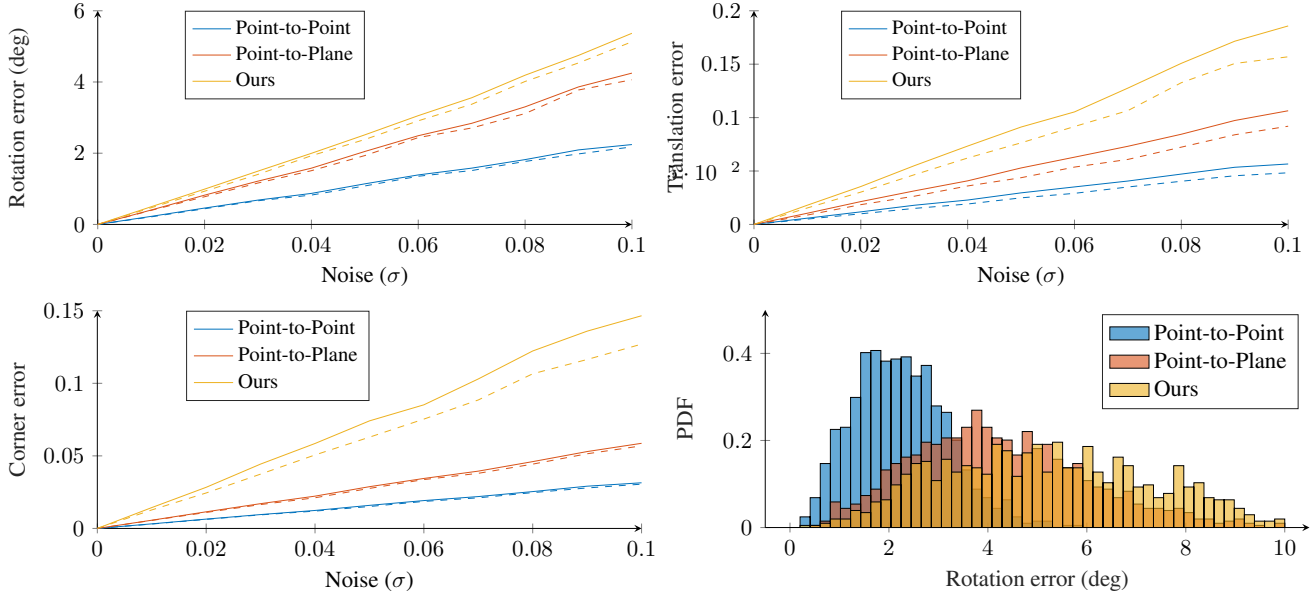 Rotation error (deg)
6
4
2
0
Point-to-Point
Point-to-Plane
Ours
0 0.02 0.04 0.06 0.08 0.1
Noise (σ)
Translation error
0.2
0.15
0.1
10 2
0
Point-to-Point
Point-to-Plane
Ours
0 0.02 0.04 0.06 0.08 0.1
Noise (σ)
Corner error
0.15
0.1
0.05
0
Point-to-Point
Point-to-Plane
Ours
0 0.02 0.04 0.06 0.08 0.1
Noise (σ)
PDF
0.4
0.2
0
Point-to-Point
Point-to-Plane
Ours
0 2 4 6 8 10
Rotation error (deg)